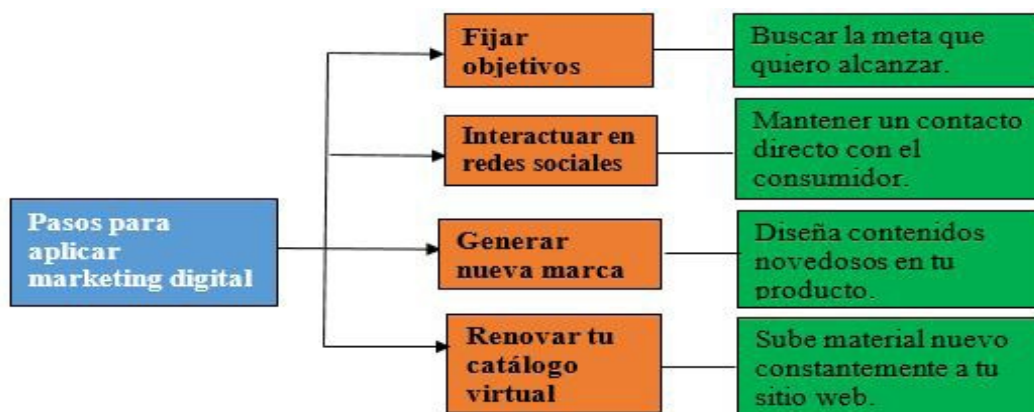 Pasos para
aplicar
marketing digital
Fijar
objetivos
Buscar la meta que
quiero alcanzar.
Interactuar en
redes sociales
Mantener un contacto
directo con el
consumidor.
Generar
nueva marca
Diseña contenidos
novedosos en tu
producto.
Renovar tu
catálogo
virtual
Sube material nuevo
constantemente a tu
sitio web.